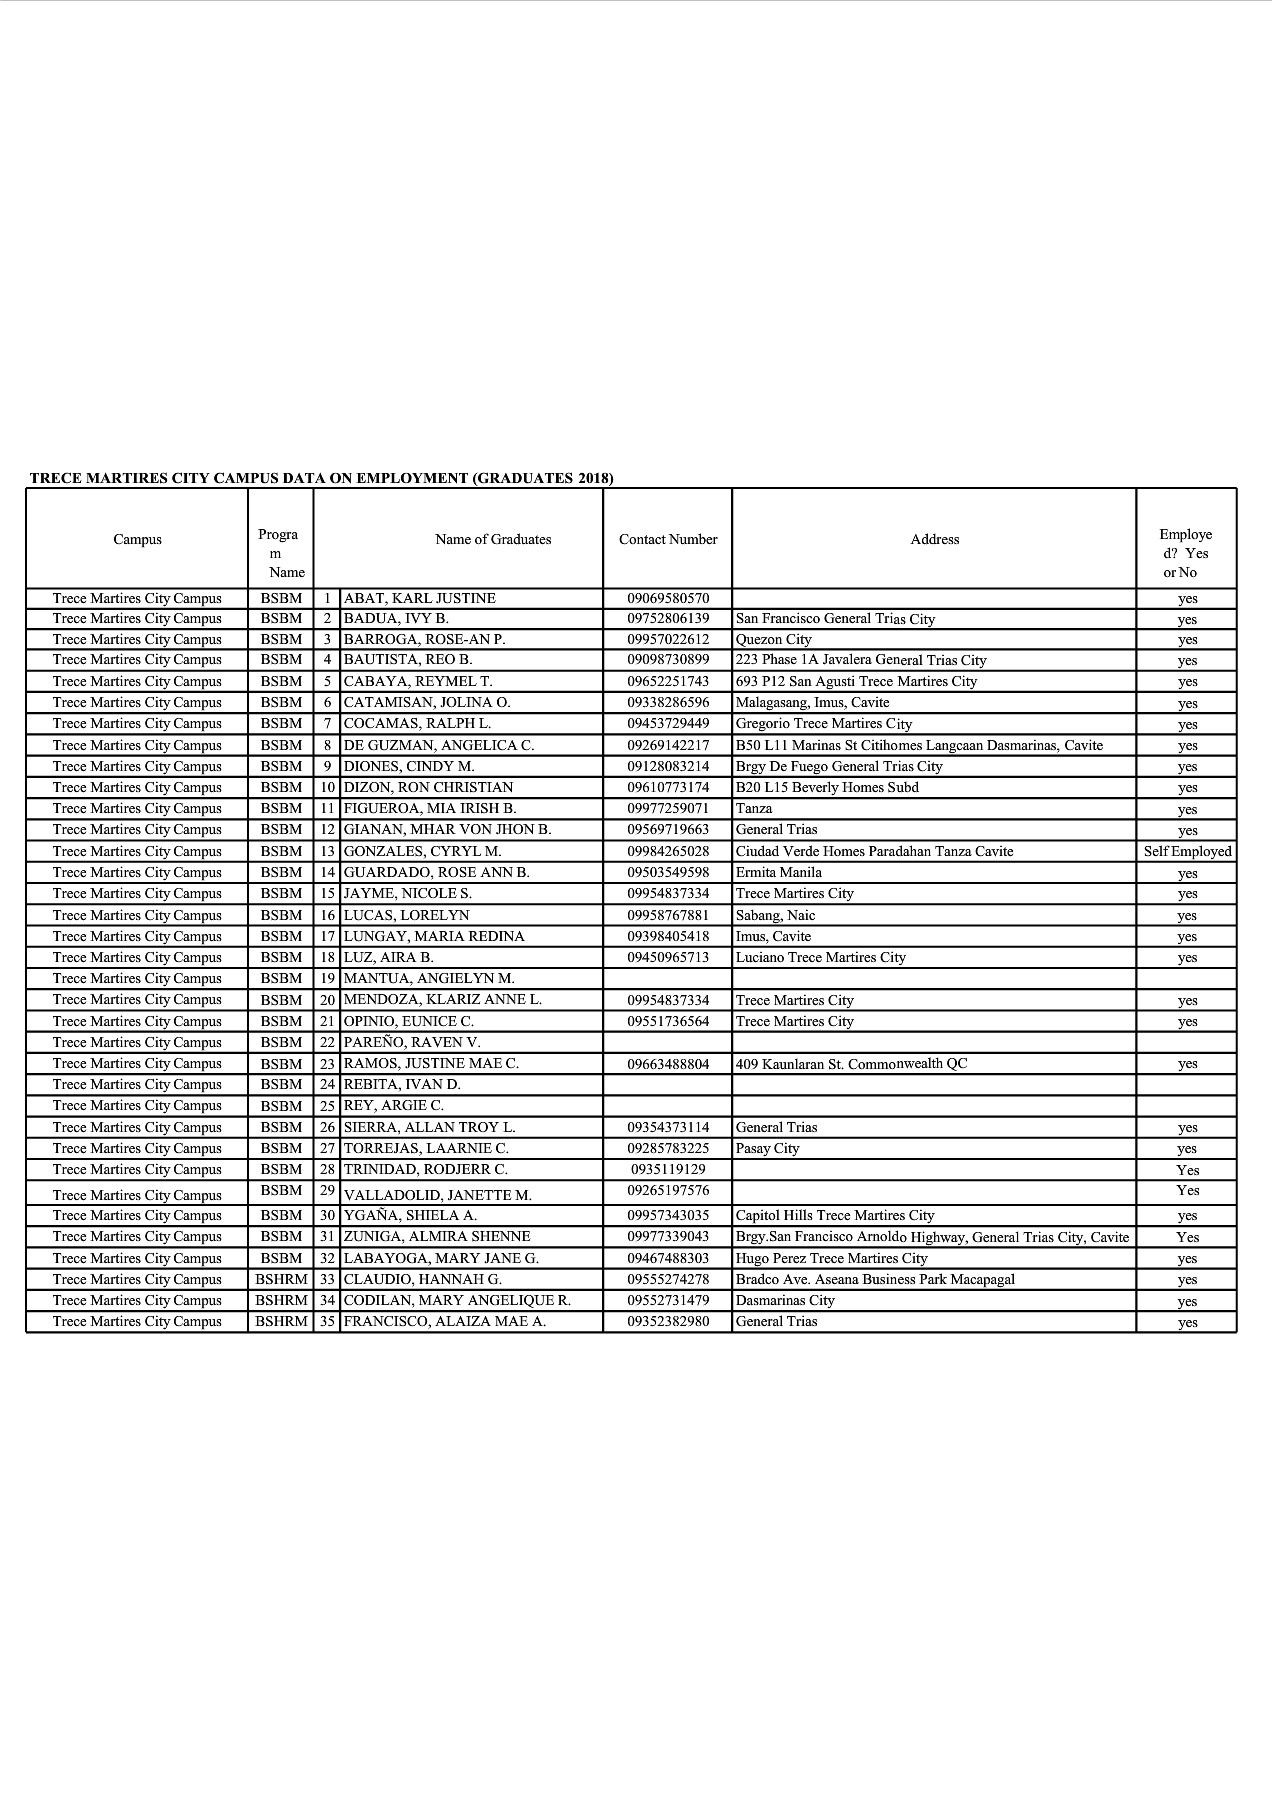 TRECE MARTIRES CITY CAMPUS DATA ON EMPLOYMENT (GRADUATES 2018)
Campus Progra m Name Name of Graduates Contact Number Address Employe d? Yes or No
Trece Martires City Campus BSBM 1 ABAT, KARL JUSTINE 09069580570 yes
Trece Martires City Campus BSBM 2 BADUA, IVY B. 09752806139 San Francisco General Trias City yes
Trece Martires City Campus BSBM 3 BARROGA, ROSE-AN P. 09957022612 Quezon City yes
Trece Martires City Campus BSBM 4 BAUTISTA, REO B. 09098730899 223 Phase 1A Javalera General Trias City yes
Trece Martires City Campus BSBM 5 CABAYA, REYMEL T. 09652251743 693 P12 San Agusti Trece Martires City yes
Trece Martires City Campus BSBM 6 CATAMISAN, JOLINA O. 09338286596 Malagasang, Imus, Cavite yes
Trece Martires City Campus BSBM 7 COCAMAS, RALPH L. 09453729449 Gregorio Trece Martires City yes
Trece Martires City Campus BSBM 8 DE GUZMAN, ANGELICA C. 09269142217 B50 L11 Marinas St Citihomes Langcaan Dasmarinas, Cavite yes
Trece Martires City Campus BSBM 9 DIONES, CINDY M. 09128083214 Brgy De Fuego General Trias City yes
Trece Martires City Campus BSBM 10 DIZON, RON CHRISTIAN 09610773174 B20 L15 Beverly Homes Subd yes
Trece Martires City Campus BSBM 11 FIGUEROA, MIA IRISH B. 09977259071 Tanza yes
Trece Martires City Campus BSBM 12 GIANAN, MHAR VON JHON B. 09569719663 General Trias yes
Trece Martires City Campus BSBM 13 GONZALES, CYRYL M. 09984265028 Ciudad Verde Homes Paradahan Tanza Cavite Self Employed
Trece Martires City Campus BSBM 14 GUARDADO, ROSE ANN B. 09503549598 Ermita Manila yes
Trece Martires City Campus BSBM 15 JAYME, NICOLE S. 09954837334 Trece Martires City yes
Trece Martires City Campus BSBM 16 LUCAS, LORELYN 09958767881 Sabang, Naic yes
Trece Martires City Campus BSBM 17 LUNGAY, MARIA REDINA 09398405418 Imus, Cavite yes
Trece Martires City Campus BSBM 18 LUZ, AIRA B. 09450965713 Luciano Trece Martires City yes
Trece Martires City Campus BSBM 19 MANTUA, ANGIELYN M.
Trece Martires City Campus BSBM 20 MENDOZA, KLARIZ ANNE L. 09954837334 Trece Martires City yes
Trece Martires City Campus BSBM 21 OPINIO, EUNICE C. 09551736564 Trece Martires City yes
Trece Martires City Campus BSBM 22 PAREÑO, RAVEN V.
Trece Martires City Campus BSBM 23 RAMOS, JUSTINE MAE C. 09663488804 409 Kaunlaran St. Commonwealth QC yes
Trece Martires City Campus BSBM 24 REBITA, IVAN D.
Trece Martires City Campus BSBM 25 REY, ARGIE C.
Trece Martires City Campus BSBM 26 SIERRA, ALLAN TROY L. 09354373114 General Trias yes
Trece Martires City Campus BSBM 27 TORREJAS, LAARNIE C. 09285783225 Pasay City yes
Trece Martires City Campus BSBM 28 TRINIDAD, RODJERR C. 0935119129 Yes
Trece Martires City Campus BSBM 29 VALLADOLID, JANETTE M. 09265197576 Yes
Trece Martires City Campus BSBM 30 YGAÑA, SHIELA A. 09957343035 Capitol Hills Trece Martires City yes
Trece Martires City Campus BSBM 31 ZUNIGA, ALMIRA SHENNE 09977339043 Brgy.San Francisco Arnoldo Highway, General Trias City, Cavite Yes
Trece Martires City Campus BSBM 32 LABAYOGA, MARY JANE G. 09467488303 Hugo Perez Trece Martires City yes
Trece Martires City Campus BSHRM 33 CLAUDIO, HANNAH G. 09555274278 Bradco Ave. Aseana Business Park Macapagal yes
Trece Martires City Campus BSHRM 34 CODILAN, MARY ANGELIQUE R. 09552731479 Dasmarinas City yes
Trece Martires City Campus BSHRM 35 FRANCISCO, ALAIZA MAE A. 09352382980 General Trias yes